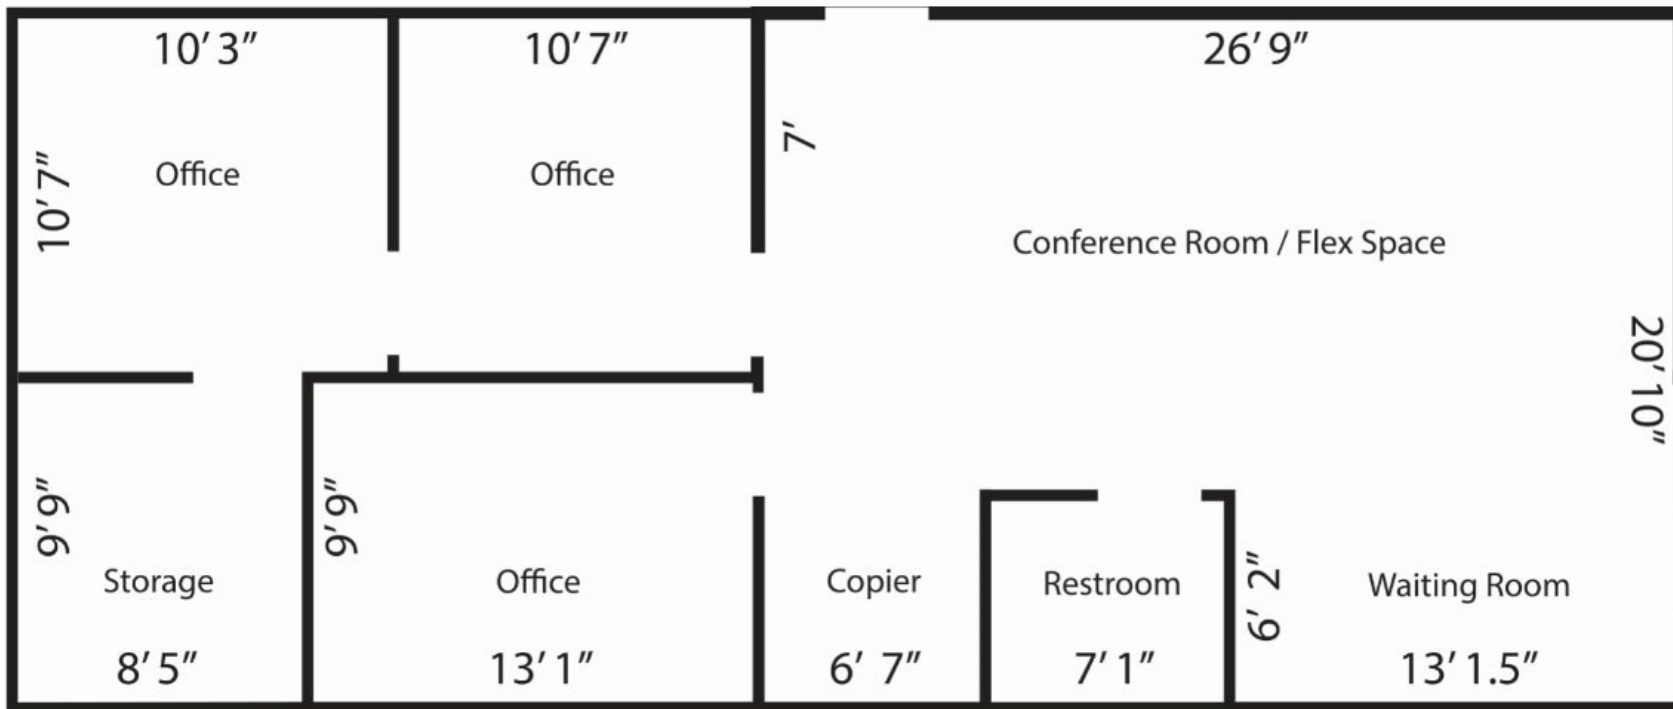 10’ 3”
10’ 7”
26’ 9”
7’
10’ 7”
Office
Office
Conference Room / Flex Space
20’ 10”
9’ 9”
9’ 9”
Storage
Office
Copier
Restroom
6’ 2”
Waiting Room
8’ 5”
13’ 1”
6’ 7”
7’ 1”
13’ 1.5”